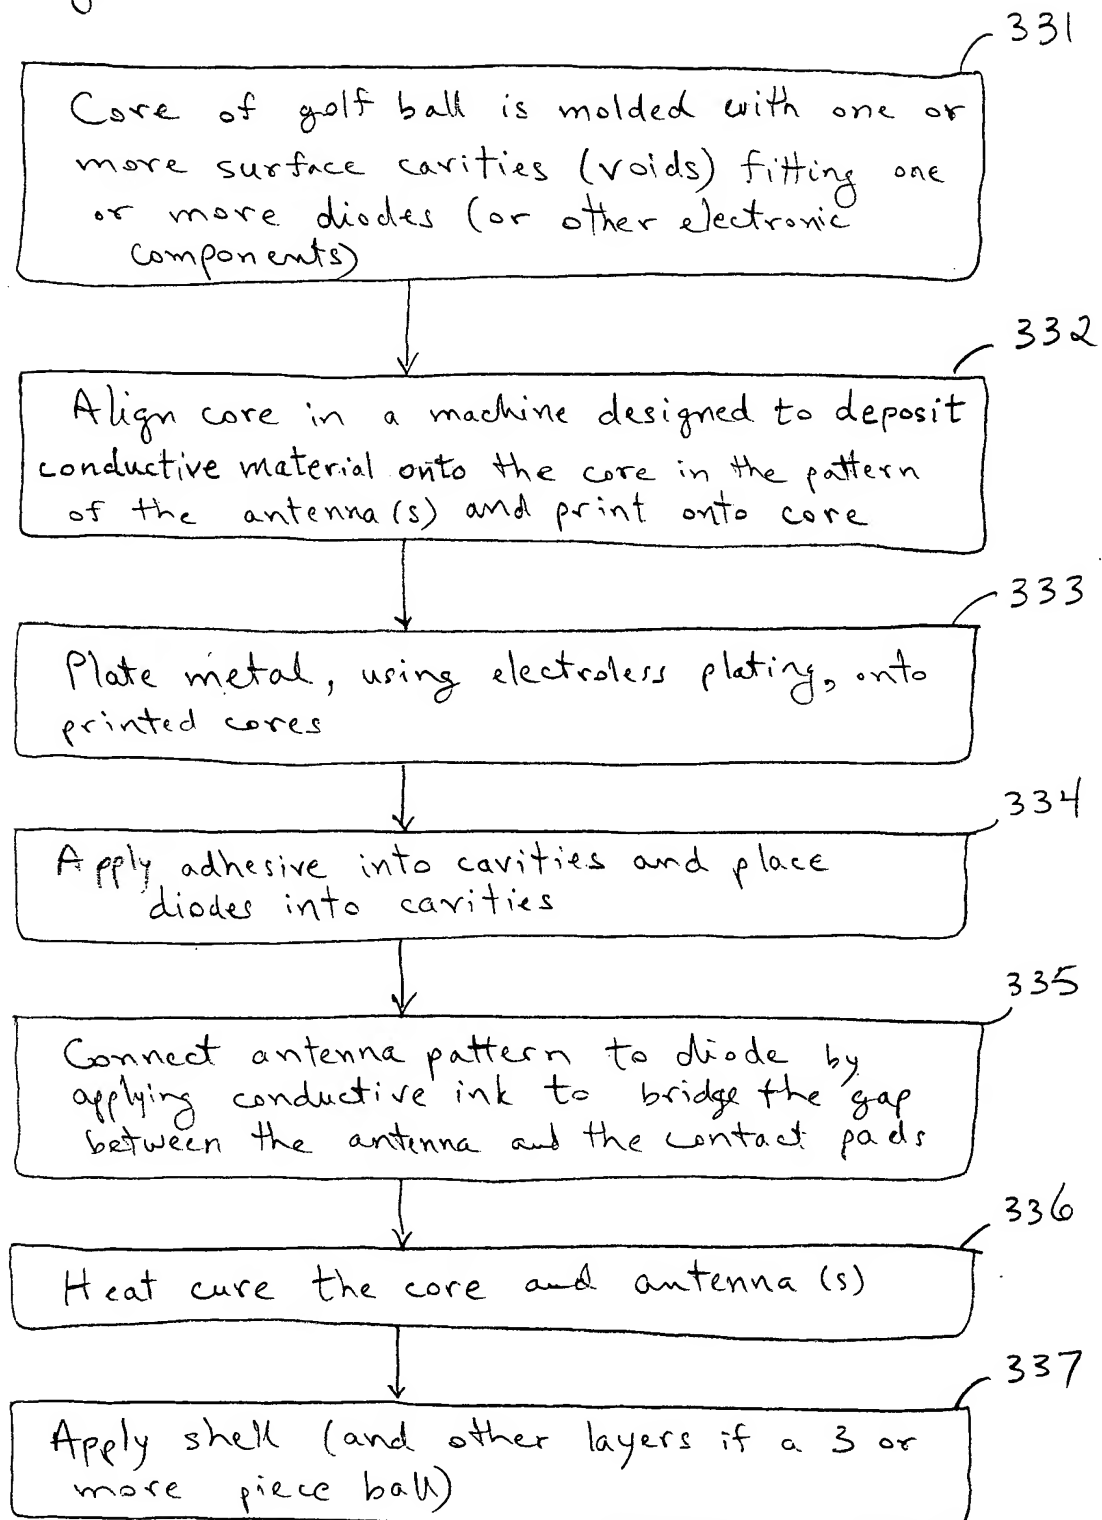 331
Core of golf ball is molded with one or
more surface cavities (voids) fitting one
or more diodes (or other electronic
components)
332
Align core in a machine designed to deposit
conductive material onto the core in the pattern
of the antenna(s) and print onto core
333
Plate metal, using electroless plating, onto
printed cores
334
Apply adhesive into cavities and place
diodes into cavities
335
Connect antenna pattern to diode by
applying conductive ink to bridge the gap
between the antenna and the contact pads
336
Heat cure the core and antenna(s)
337
Apply shell (and other layers if a 3 or
more piece ball)